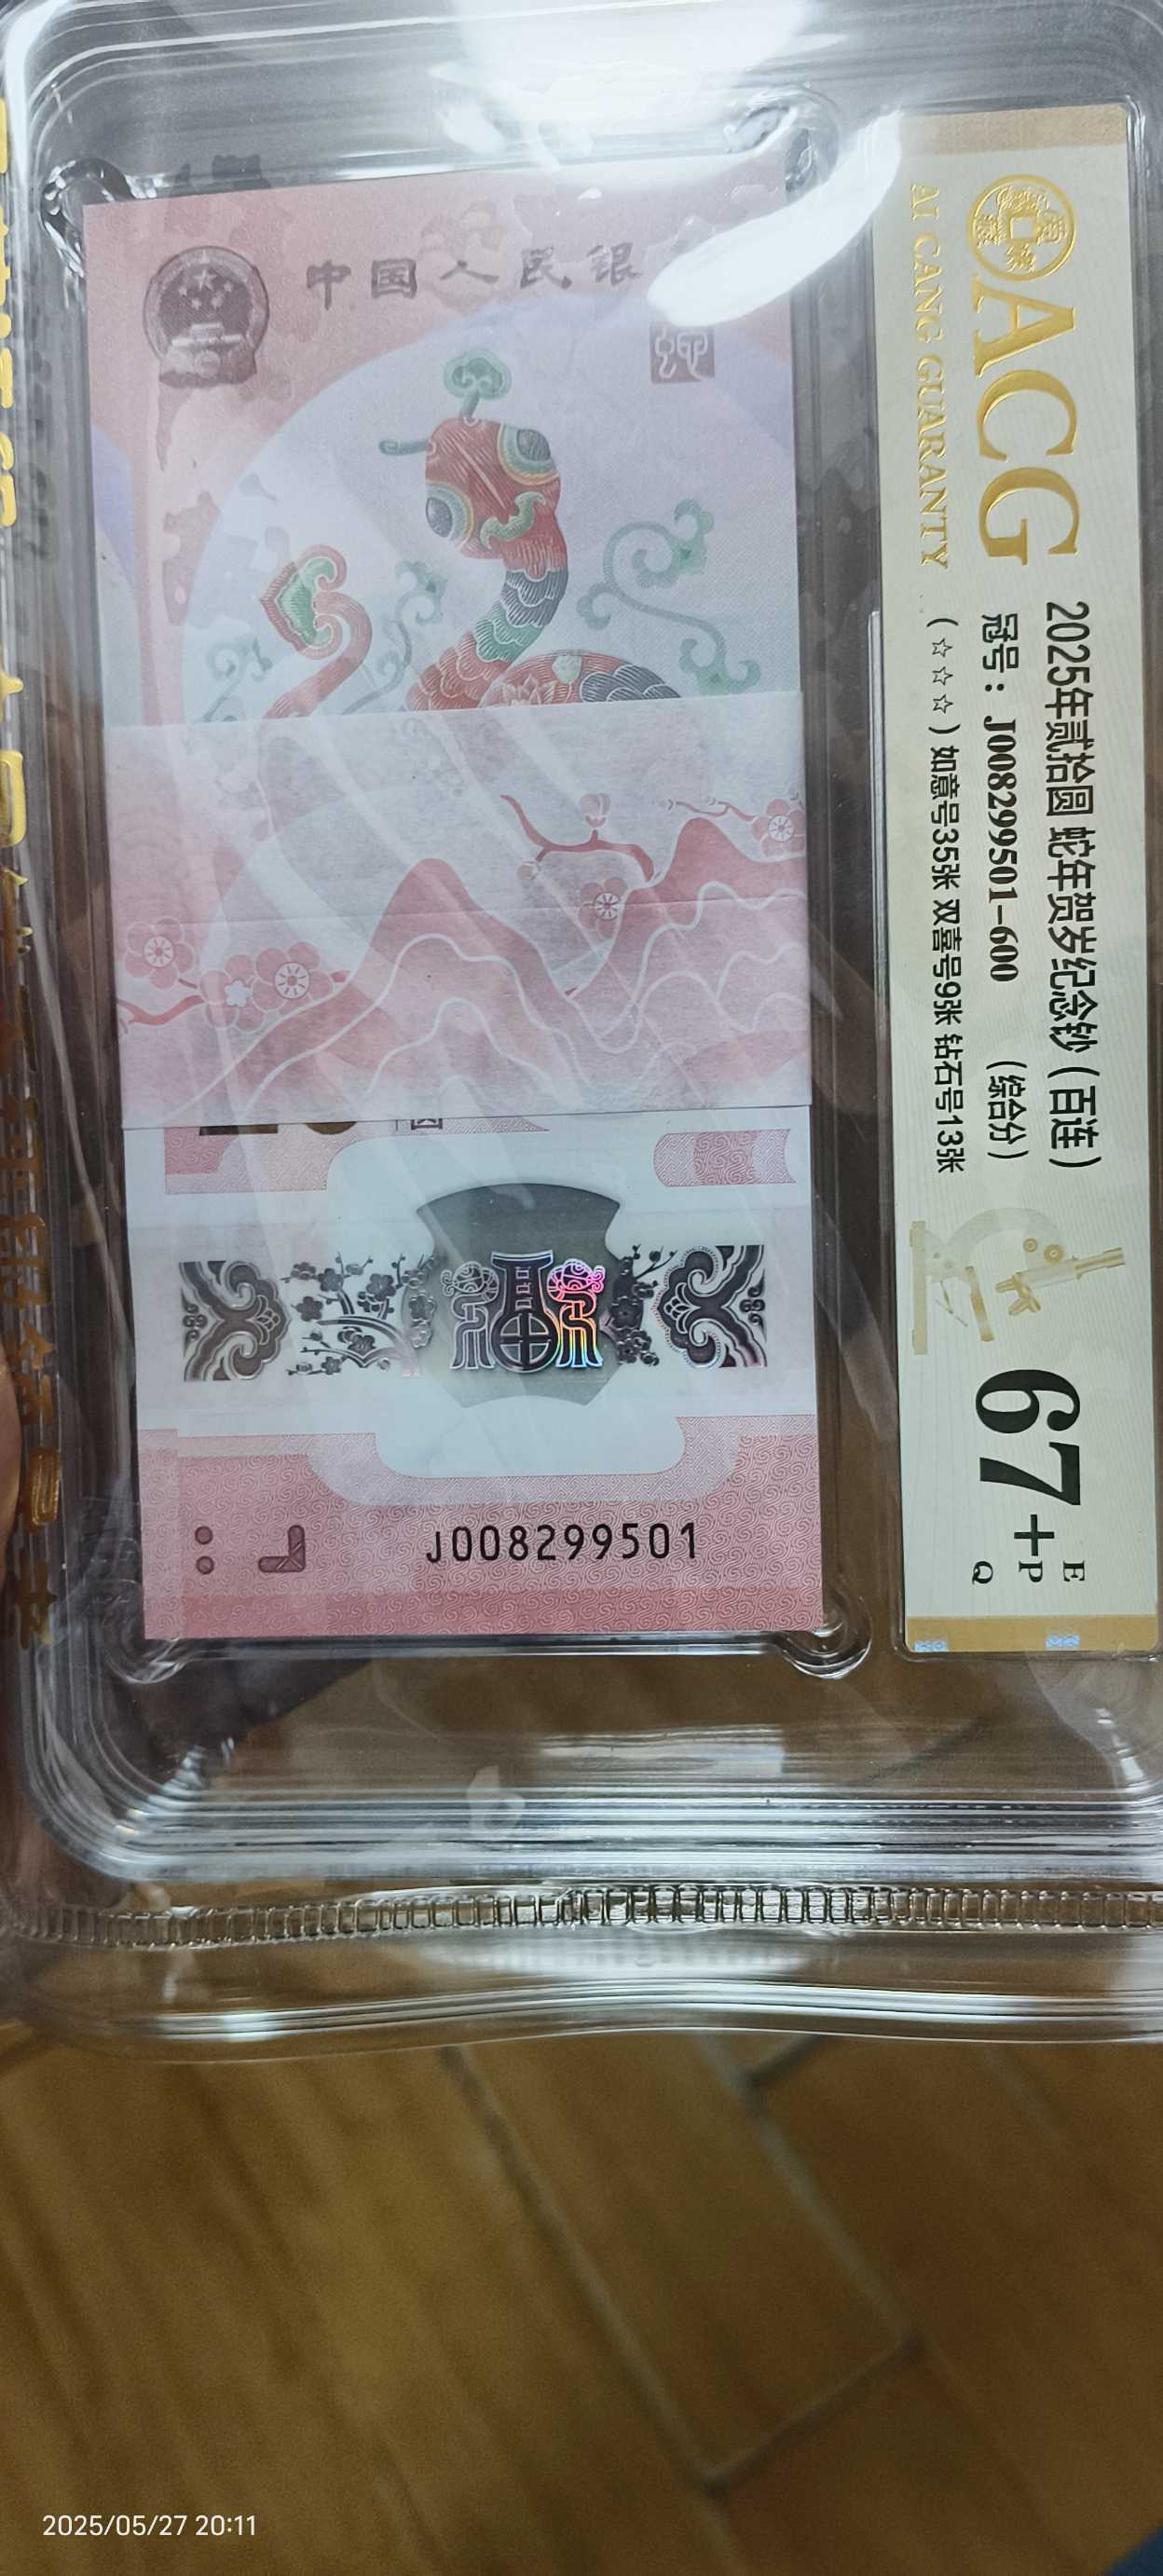 ACG
AI CANG GUARANTY
2025年贰拾圆 蛇年贺岁纪念钞（百连）
冠号：J008299501–600 （综合分）
（☆☆☆）如意号35张 双喜号9张 钻石号13张
67+
E
P
Q
中国人民银
J008299501
2025/05/27 20:11